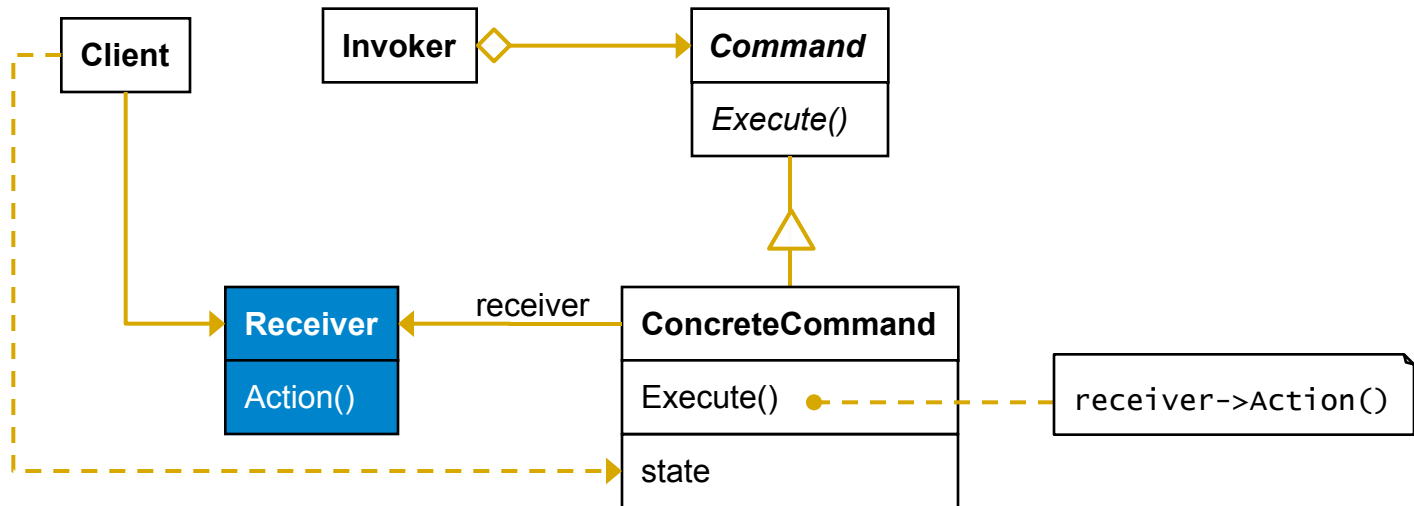 Client
Invoker
Command
Execute()
Receiver
Action()
receiver
ConcreteCommand
Execute()
state
receiver->Action()